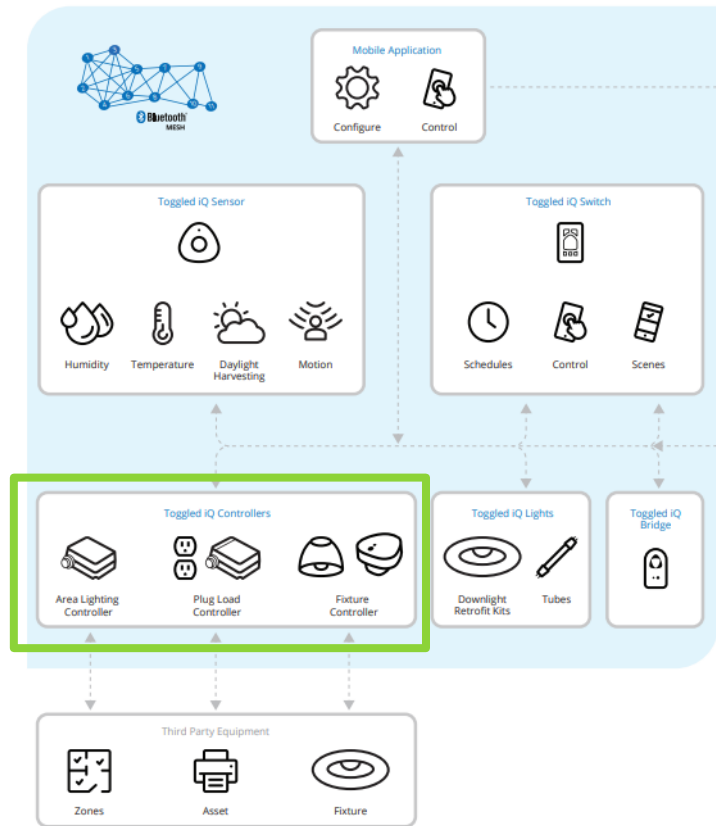 Mobile Application
Configure
Control
Bluetooth®
MESH
Toggled iQ Sensor
Humidity
Temperature
Daylight
Harvesting
Motion
Toggled iQ Switch
Schedules
Control
Scenes
Toggled iQ Controllers
Area Lighting
Controller
Plug Load
Controller
Fixture
Controller
Toggled iQ Lights
Downlight
Retrofit Kits
Tubes
Toggled iQ
Bridge
Third Party Equipment
Zones
Asset
Fixture